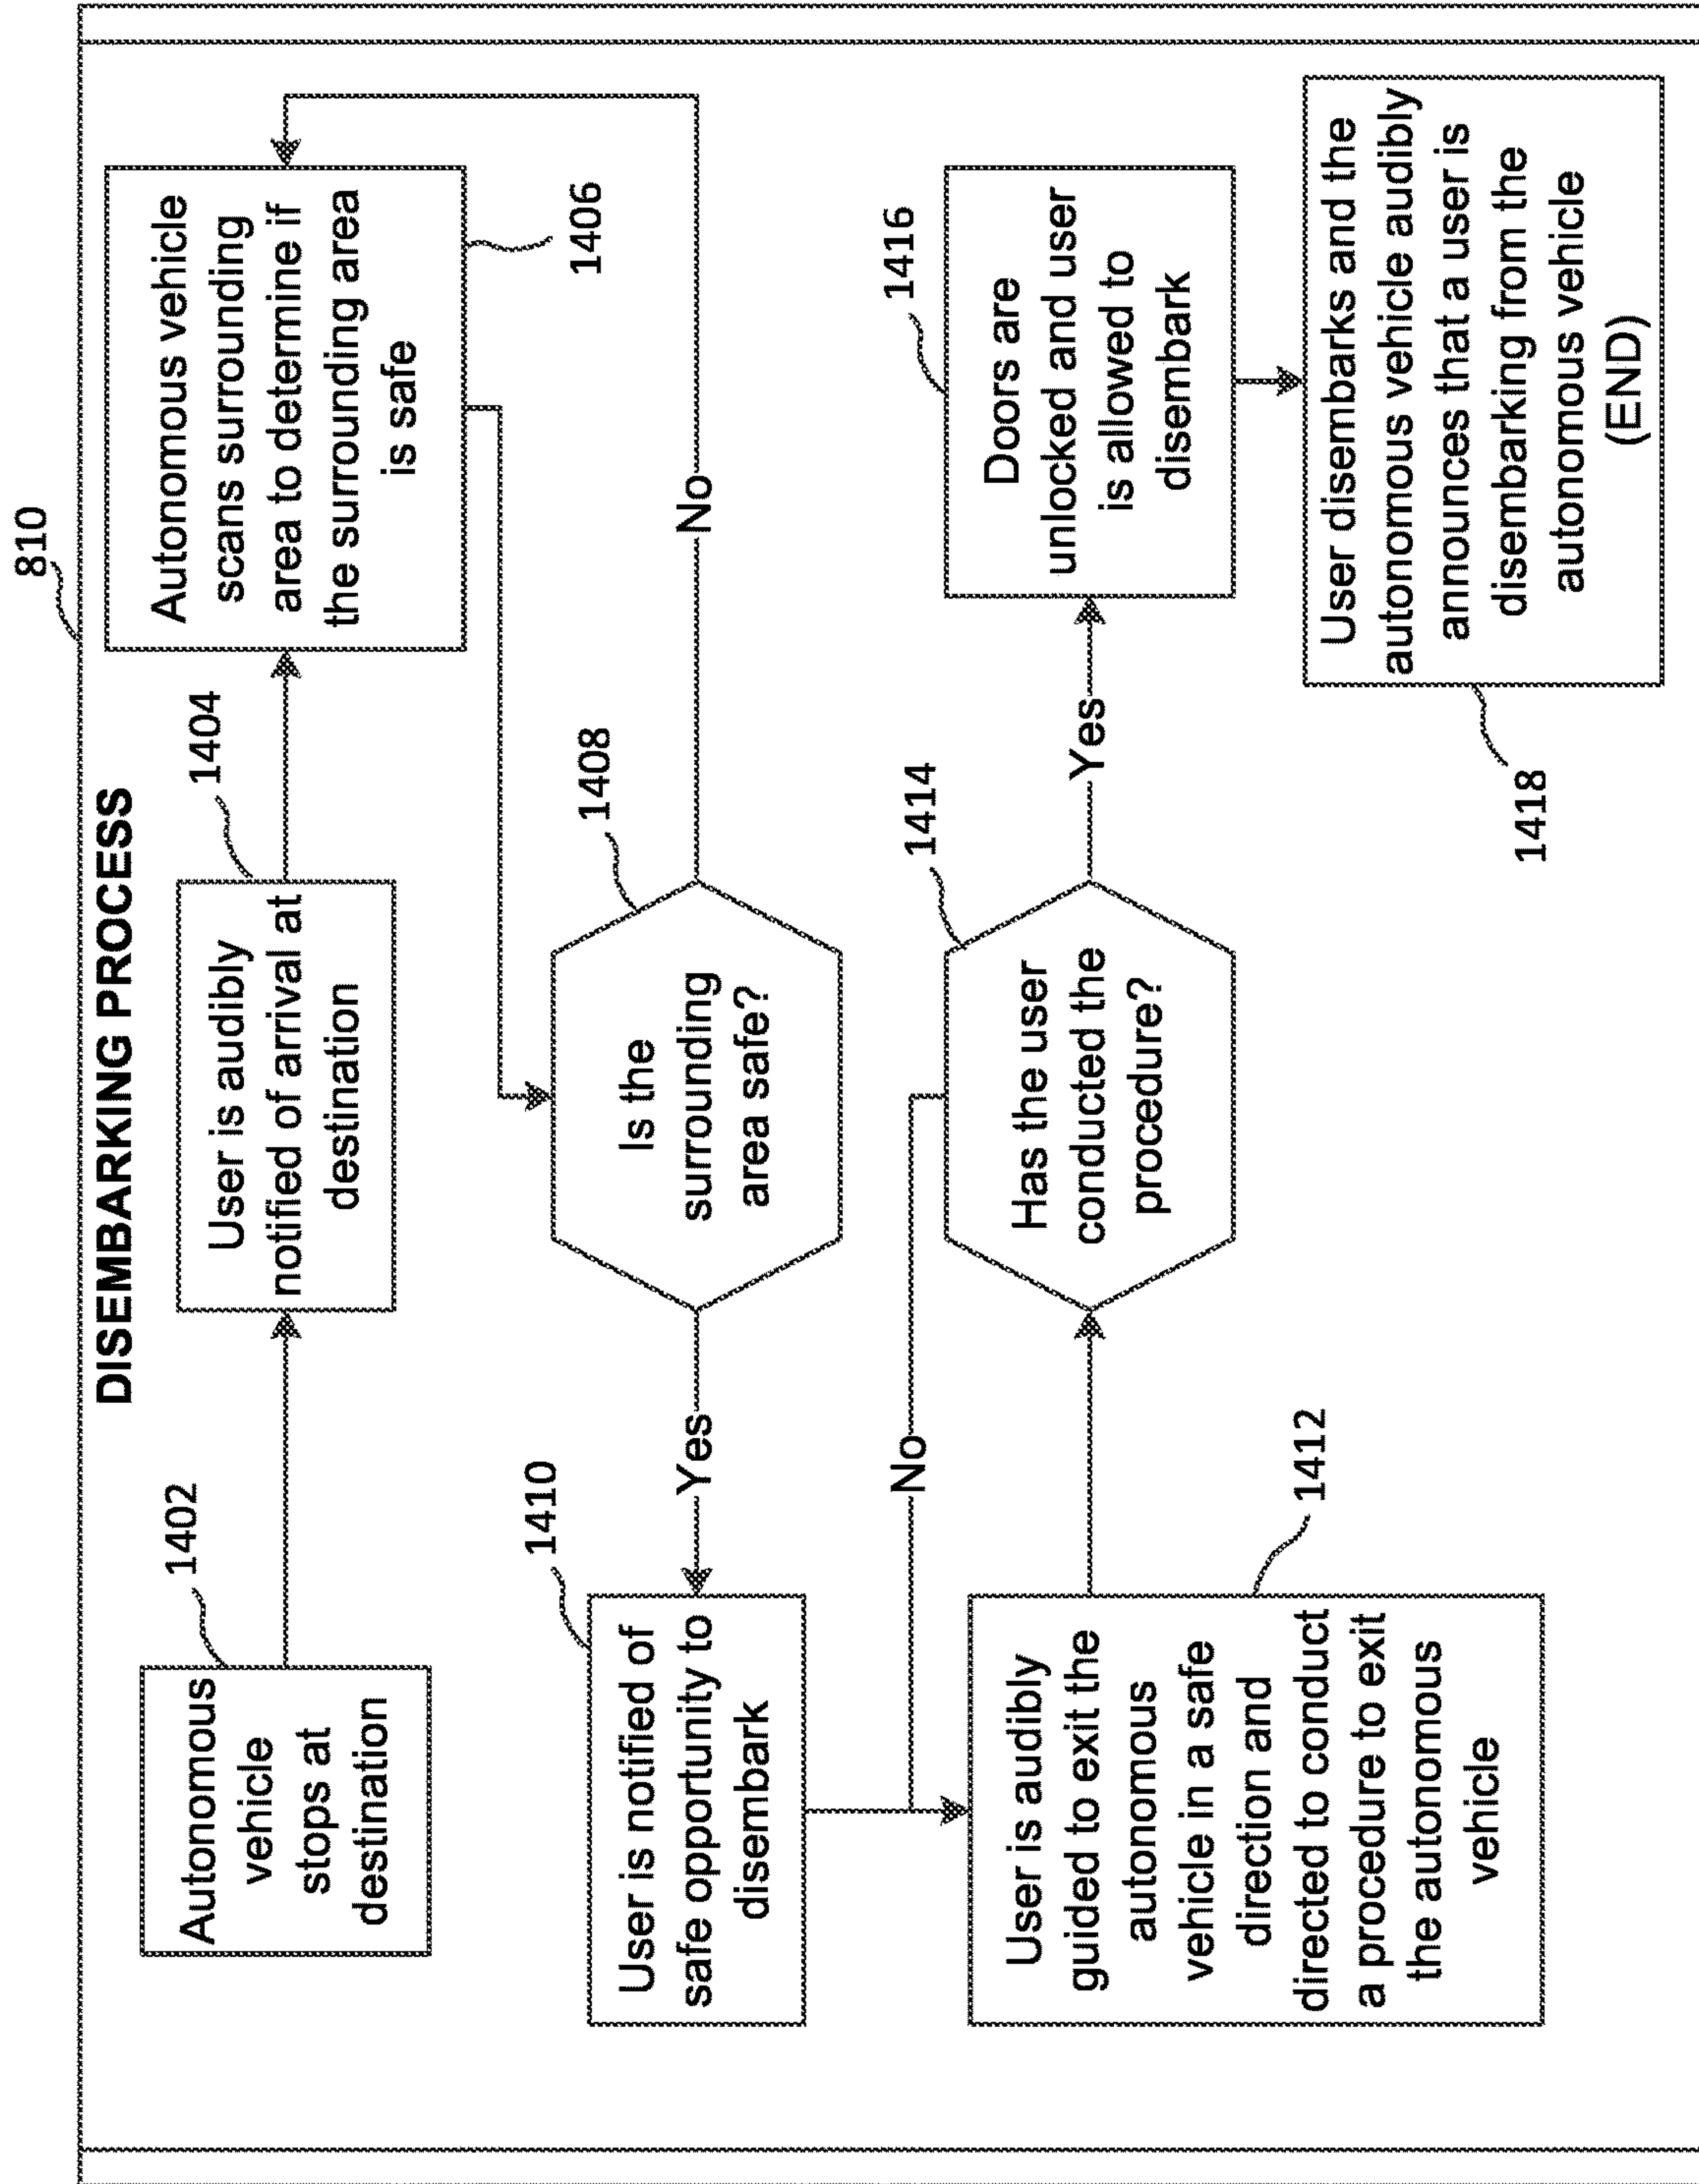 810
DISEMBARKING PROCESS
1402
Autonomous
vehicle
stops at
destination
1404
User is audibly
notified of arrival at
destination
Autonomous vehicle
scans surrounding
area to determine if
the surrounding area
is safe
1406
1408
Is the
surrounding
area safe?
No
Yes
1410
User is notified of
safe opportunity to
disembark
No
User is audibly
guided to exit the
autonomous
vehicle in a safe
direction and
directed to conduct
a procedure to exit
the autonomous
vehicle
1412
1414
Has the user
conducted the
procedure?
Yes
1416
Doors are
unlocked and user
is allowed to
disembark
User disembarks and the
autonomous vehicle audibly
announces that a user is
disembarking from the
autonomous vehicle
(END)
1418